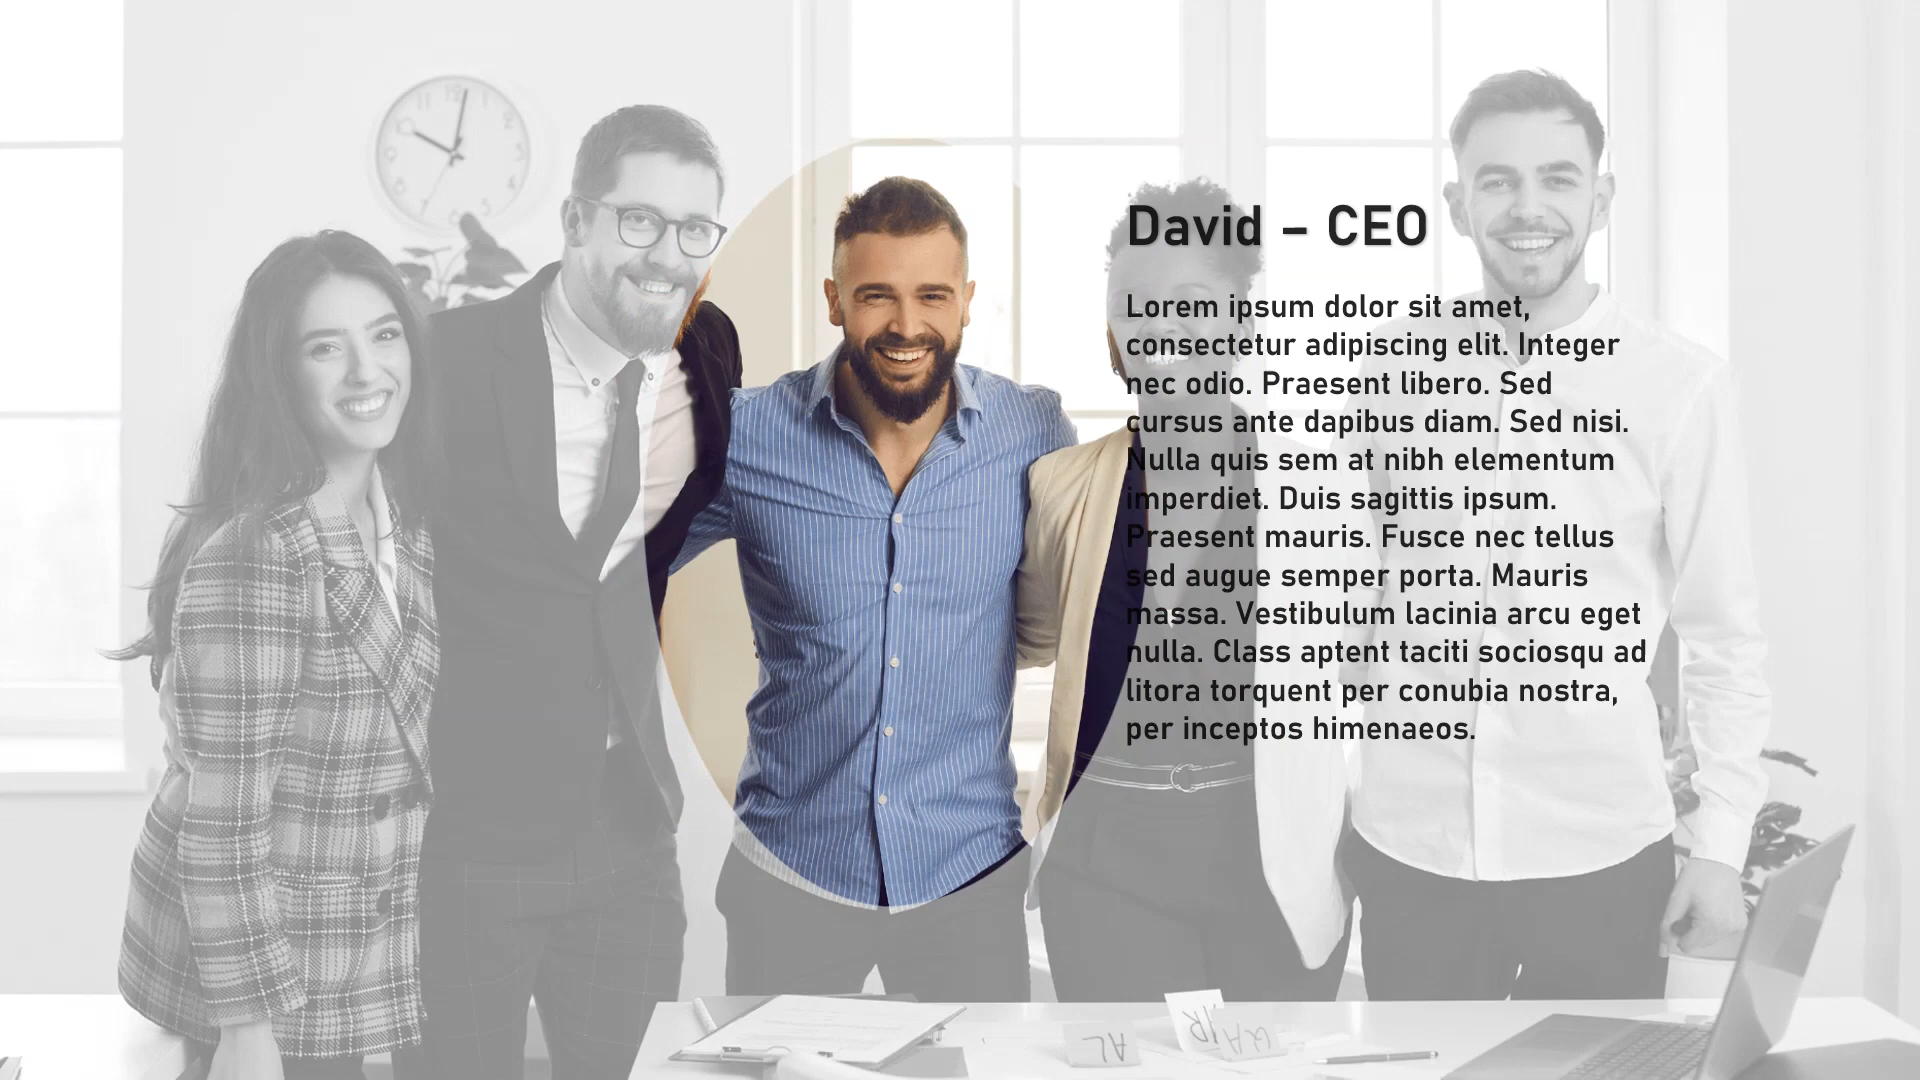 David – CEO
Lorem ipsum dolor sit amet,
consectetur adipiscing elit. Integer
nec odio. Praesent libero. Sed
cursus ante dapibus diam. Sed nisi.
Nulla quis sem at nibh elementum
imperdiet. Duis sagittis ipsum.
Praesent mauris. Fusce nec tellus
sed augue semper porta. Mauris
massa. Vestibulum lacinia arcu eget
nulla. Class aptent taciti sociosqu ad
litora torquent per conubia nostra,
per inceptos himenaeos.